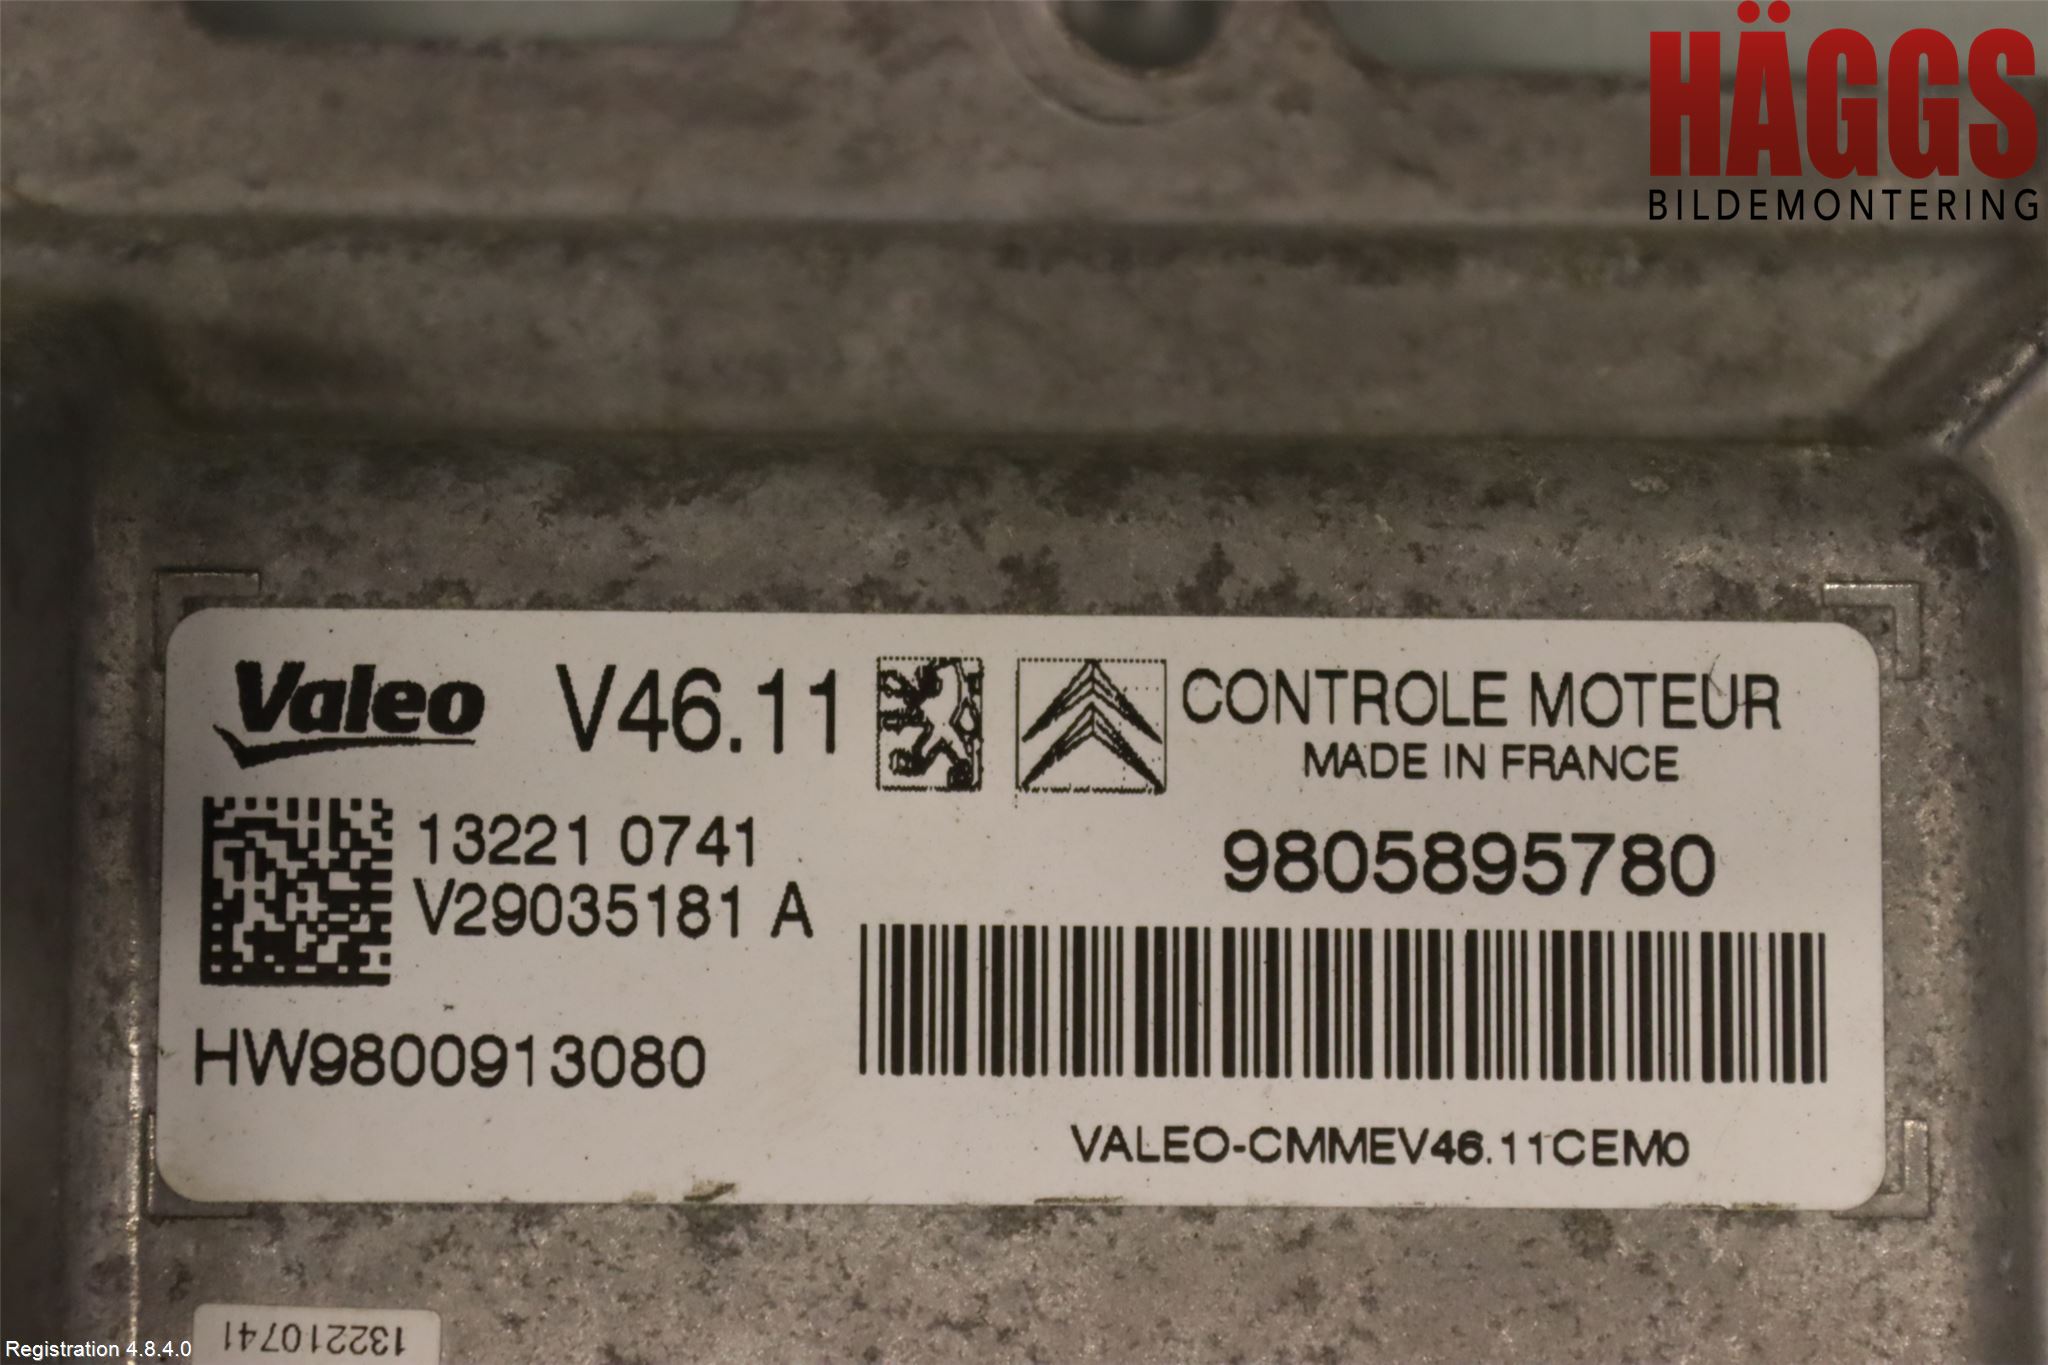 HÄGGS
BILDEMONTERING
Valeo V46.11 CONTROLE MOTEUR
MADE IN FRANCE
13221 0741
V29035181 A
9805895780
HW9800913080
VALEO-CMMEV46.11CEM0
132210741
Registration 4.8.4.0